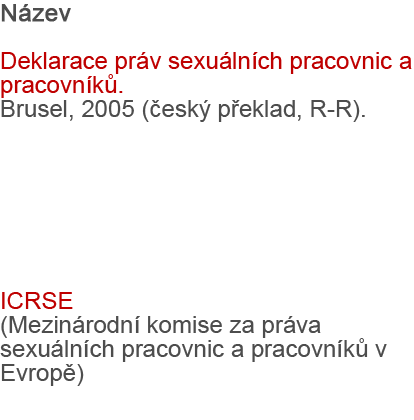 Název
Deklarace práv sexuálních pracovnic a
pracovníků.
Brusel, 2005 (český překlad, R-R).
ICRSE
(Mezinárodní komise za práva
sexuálních pracovnic a pracovníků v
Evropě)